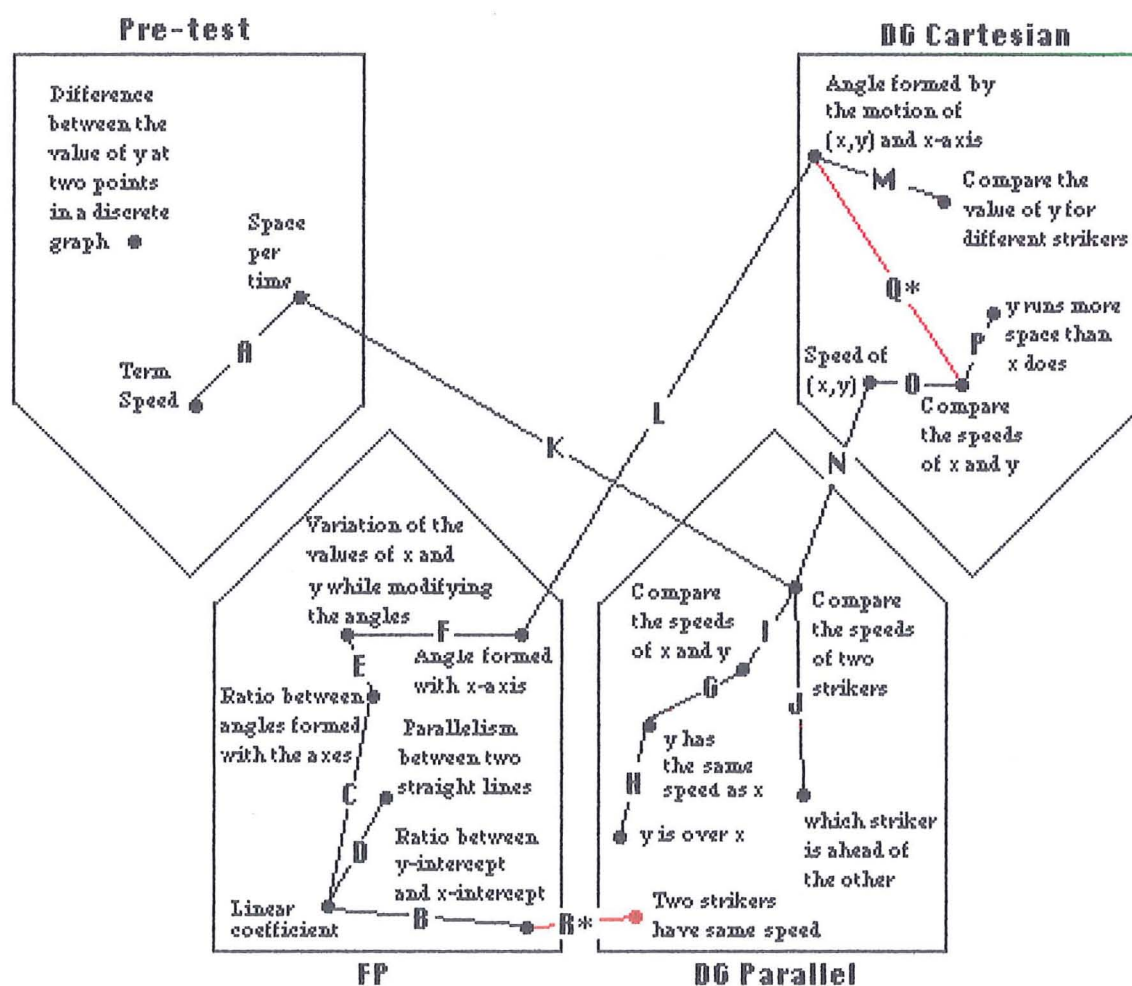 Pre-test
DG Cartesian
Difference
between the
value of y at
two points
in a discrete
graph
Space
per
time
A
Term
Speed
Angle formed by
the motion of
(x,y) and x-axis
M
Compare the
value of y for
different strikers
Q*
y runs more
space than
x does
P
Speed of
(x,y)
O
Compare
the speeds
of x and y
L
K
N
Variation of the
values of x and
y while modifying
the angles
F
Angle formed
with x-axis
E
Ratio between
angles formed
with the axes
Parallelism
between two
straight lines
C
D
Ratio between
y-intercept
and x-intercept
Linear
coefficient
B
R*
Compare
the speeds
of x and y
I
Compare
the speeds
of two
strikers
G
J
y has
the same
speed as x
H
y is over x
which striker
is ahead of
the other
Two strikers
have same speed
FP
DG Parallel